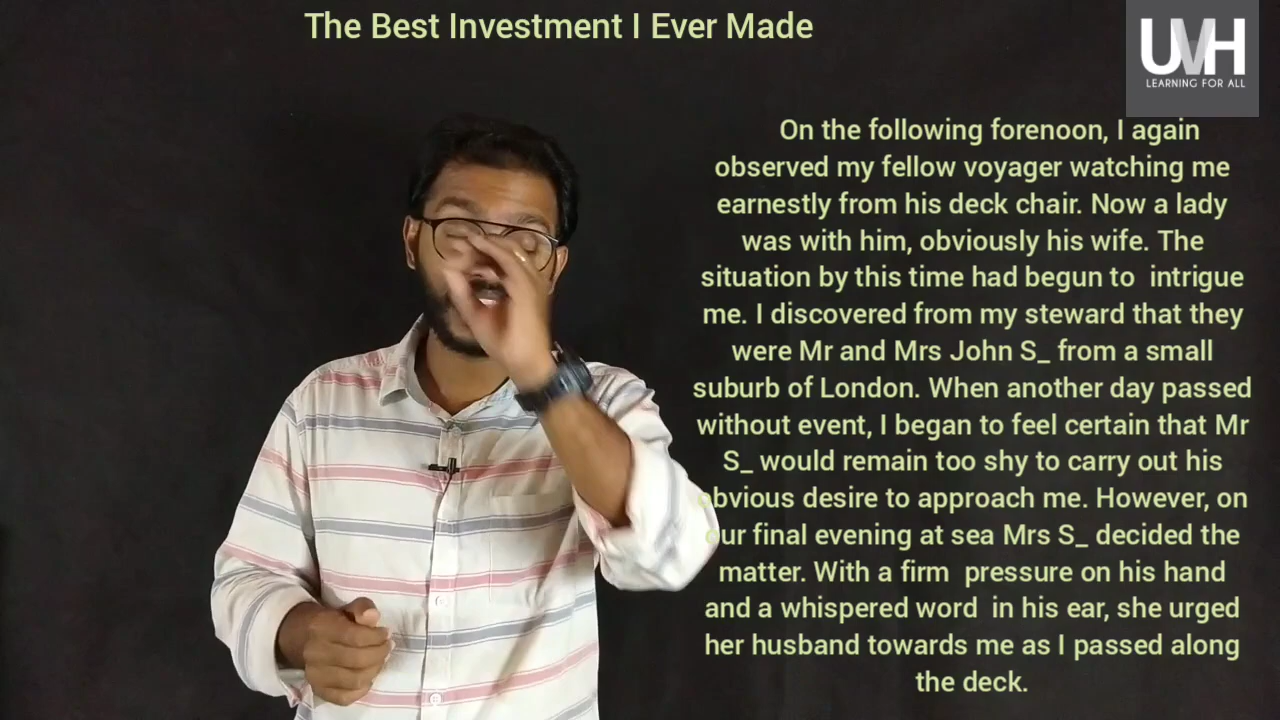 The Best Investment I Ever Made
UVH
LEARNING FOR ALL
On the following forenoon, I again
observed my fellow voyager watching me
earnestly from his deck chair. Now a lady
was with him, obviously his wife. The
situation by this time had begun to intrigue
me. I discovered from my steward that they
were Mr and Mrs John S_ from a small
suburb of London. When another day passed
without event, I began to feel certain that Mr
S_ would remain too shy to carry out his
obvious desire to approach me. However, on
our final evening at sea Mrs S_ decided the
matter. With a firm pressure on his hand
and a whispered word in his ear, she urged
her husband towards me as I passed along
the deck.